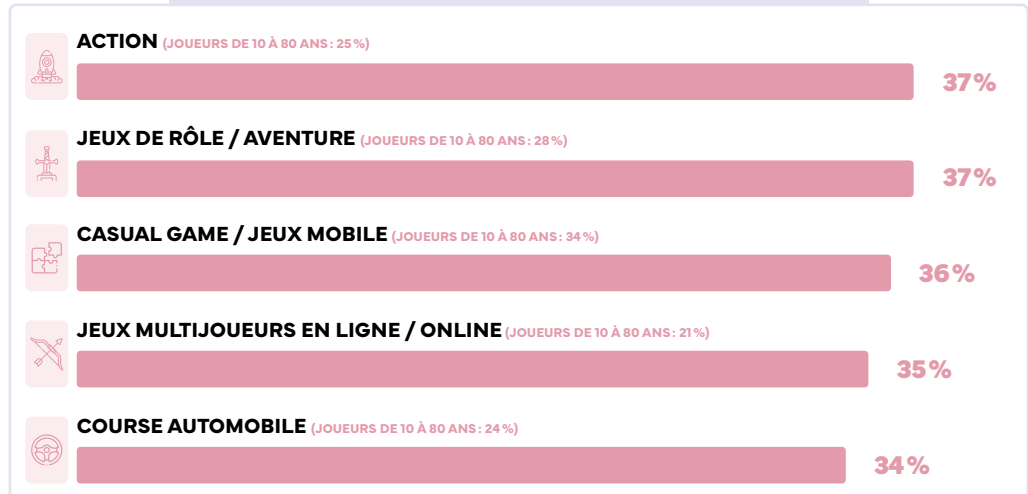 ACTION (JOUEURS DE 10 À 80 ANS : 25 %)
37 %
JEUX DE RÔLE / AVENTURE (JOUEURS DE 10 À 80 ANS : 28 %)
37 %
CASUAL GAME / JEUX MOBILE (JOUEURS DE 10 À 80 ANS : 34 %)
36 %
JEUX MULTIJOUEURS EN LIGNE / ONLINE (JOUEURS DE 10 À 80 ANS : 21 %)
35 %
COURSE AUTOMOBILE (JOUEURS DE 10 À 80 ANS : 24 %)
34 %